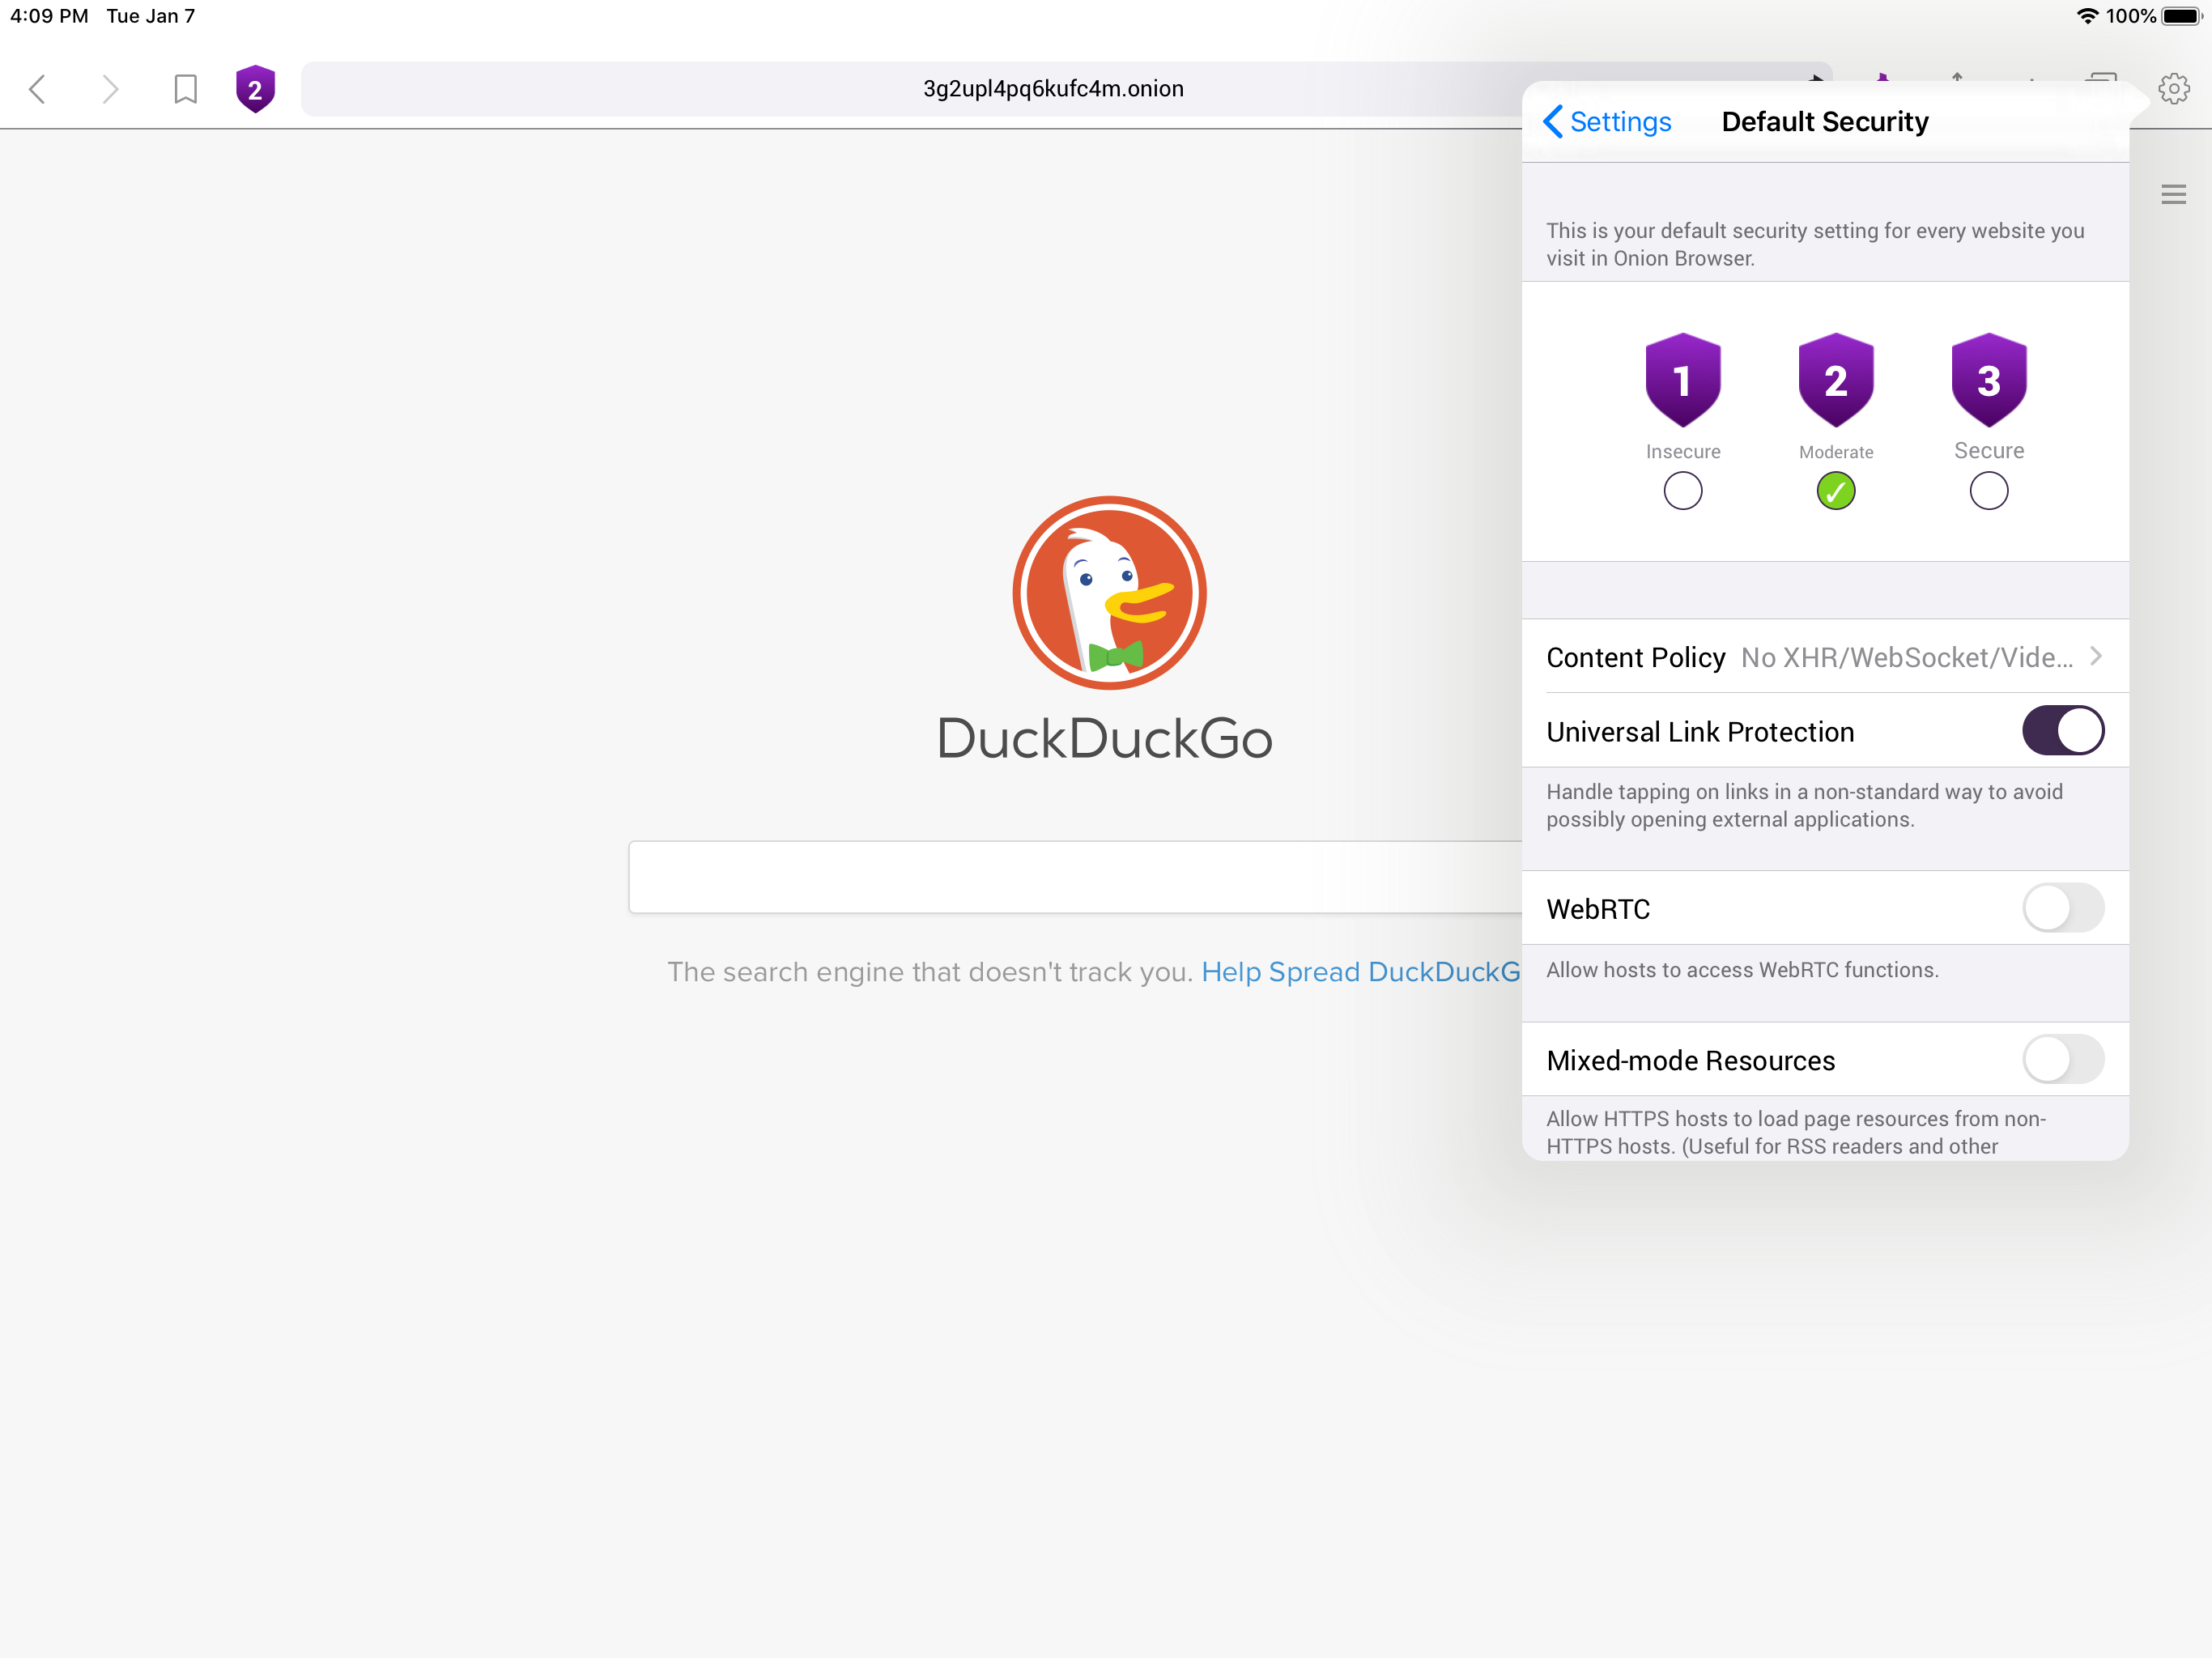 4:09 PM Tue Jan 7
100%
2
3g2upl4pq6kufc4m.onion
Settings
Default Security
This is your default security setting for every website you
visit in Onion Browser.
1 2 3
Insecure Moderate Secure
Content Policy No XHR/WebSocket/Vide...
Universal Link Protection
Handle tapping on links in a non-standard way to avoid
possibly opening external applications.
WebRTC
Allow hosts to access WebRTC functions.
Mixed-mode Resources
Allow HTTPS hosts to load page resources from non-
HTTPS hosts. (Useful for RSS readers and other
DuckDuckGo
The search engine that doesn't track you. Help Spread DuckDuckG